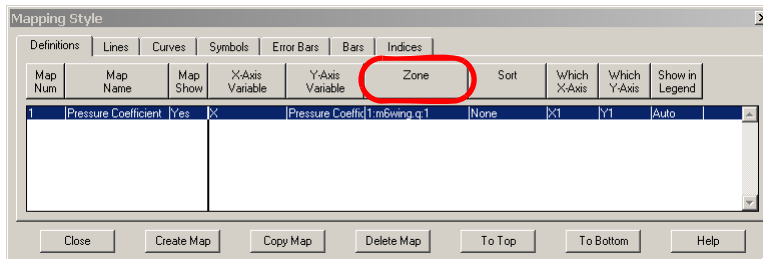 Mapping Style
Definitions Lines Curves Symbols Error Bars Bars Indices
Map Num Map Name Map Show X-Axis Variable Y-Axis Variable Zone Sort Which X-Axis Which Y-Axis Show in Legend
1 Pressure Coefficient Yes X Pressure Coeffic 1:m6wing.q:1 None X1 Y1 Auto
Close Create Map Copy Map Delete Map To Top To Bottom Help